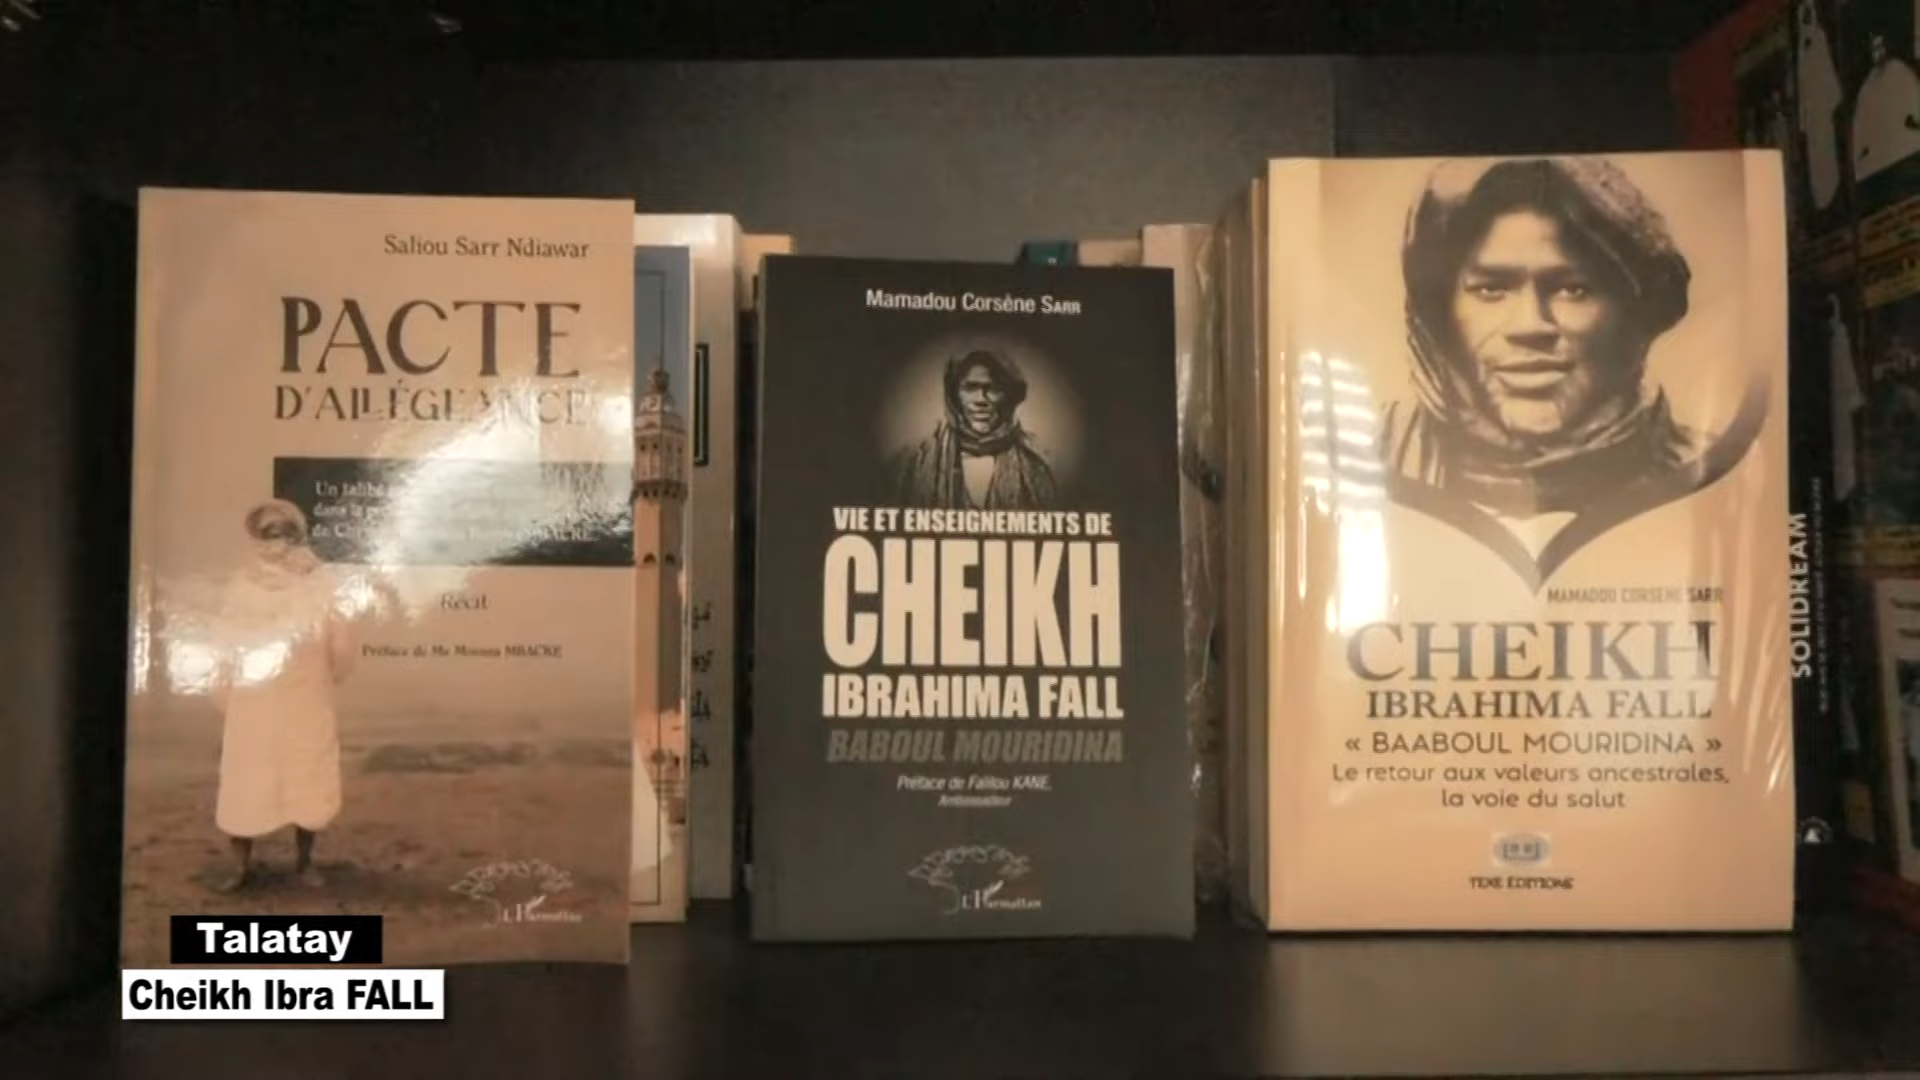 Saliou Sarr Ndiawar
PACTE
D'ALLÉGEANCE
Un talibé
de
Récit
Préface de Me Moussa MBACKE
L'Harmattan
Mamadou Corsène SARR
VIE ET ENSEIGNEMENTS DE
CHEIKH
IBRAHIMA FALL
BABOUL MOURIDINA
Préface de Falilou KANE,
Ambassadeur
L'Harmattan
MAMADOU CORSENE SARR
CHEIKH
IBRAHIMA FALL
« BAABOUL MOURIDINA »
Le retour aux valeurs ancestrales,
la voie du salut
EDITIONS
SOLIDREAM
Talatay
Cheikh Ibra FALL